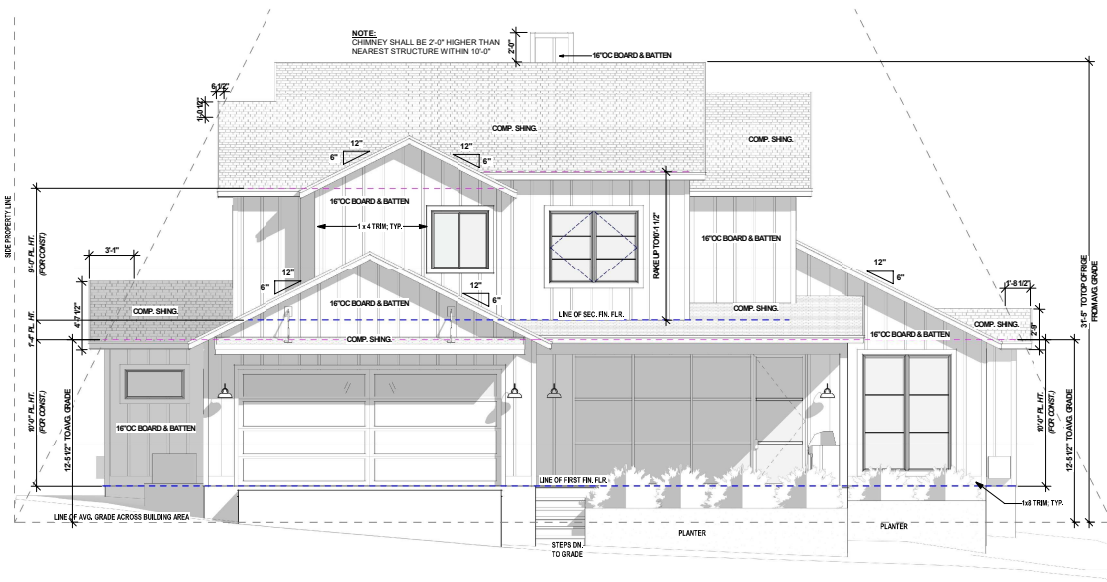 NOTE:
CHIMNEY SHALL BE 2'-0" HIGHER THAN
NEAREST STRUCTURE WITHIN 10'-0"
2'-0"
16"OC BOARD & BATTEN
6 1/2"
1'-0 1/2"
COMP. SHING.
COMP. SHING.
12"
6"
12"
6"
16"OC BOARD & BATTEN
1 x 4 TRIM; TYP.
RAKE UP TO 10'-1 1/2"
16"OC BOARD & BATTEN
SIDE PROPERTY LINE
9'-0" PL. HT.
(FOR CONST.)
3'-1"
4'-7 1/2"
COMP. SHING.
12"
6"
12"
6"
16"OC BOARD & BATTEN
COMP. SHING.
LINE OF SEC. FIN. FLR.
COMP. SHING.
12"
6"
16"OC BOARD & BATTEN
COMP. SHING.
2'-8"
31'-5" TO TOP OF RIGE
FROM AVG. GRADE
1'-4" PL. HT.
10'-0" PL. HT.
(FOR CONST.)
12'-5 1/2" TO AVG. GRADE
16"OC BOARD & BATTEN
10'-0" PL. HT.
(FOR CONST.)
12'-5 1/2" TO AVG. GRADE
LINE OF FIRST FIN. FLR.
1x8 TRIM; TYP.
LINE OF AVG. GRADE ACROSS BUILDING AREA
STEPS DN.
TO GRADE
PLANTER
PLANTER